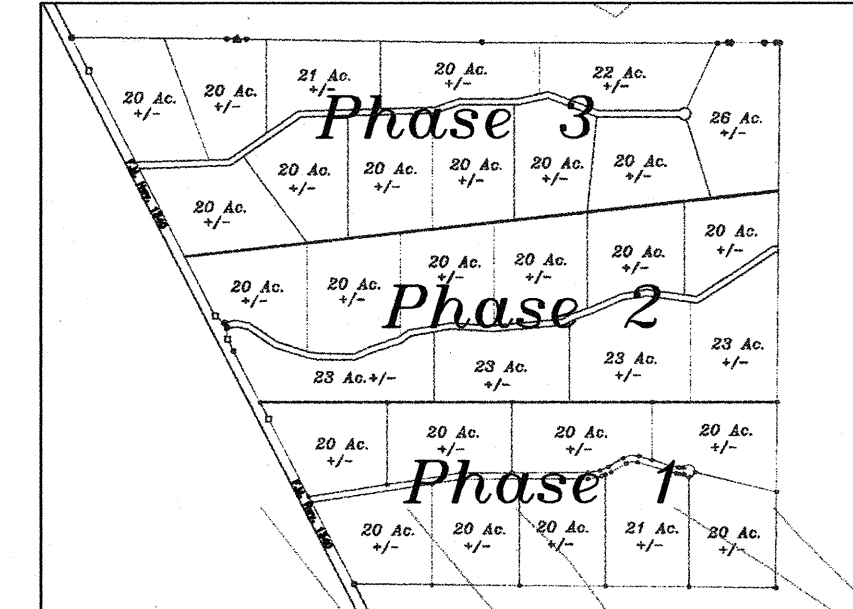 20 Ac.
+/-
20 Ac.
+/-
21 Ac.
+/-
20 Ac.
+/-
22 Ac.
+/-
26 Ac.
+/-
Phase 3
20 Ac.
+/-
20 Ac.
+/-
20 Ac.
+/-
20 Ac.
+/-
20 Ac.
+/-
20 Ac.
+/-
20 Ac.
+/-
20 Ac.
+/-
20 Ac.
+/-
20 Ac.
+/-
20 Ac.
+/-
20 Ac.
+/-
Phase 2
23 Ac.+/-
23 Ac.
+/-
23 Ac.
+/-
23 Ac.
+/-
20 Ac.
+/-
20 Ac.
+/-
20 Ac.
+/-
20 Ac.
+/-
Phase 1
20 Ac.
+/-
20 Ac.
+/-
20 Ac.
+/-
21 Ac.
+/-
20 Ac.
+/-